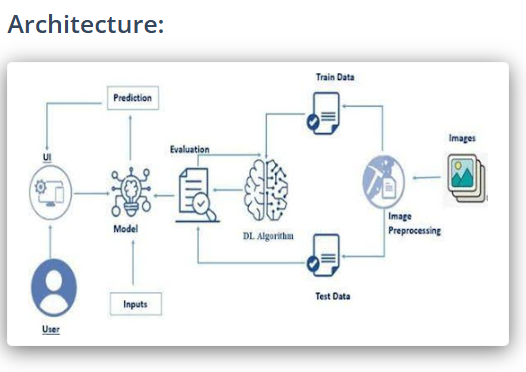 Architecture:
Train Data
Prediction
Images
Evaluation
UI
Image
Preprocessing
Model
DL Algorithm
Inputs
Test Data
User